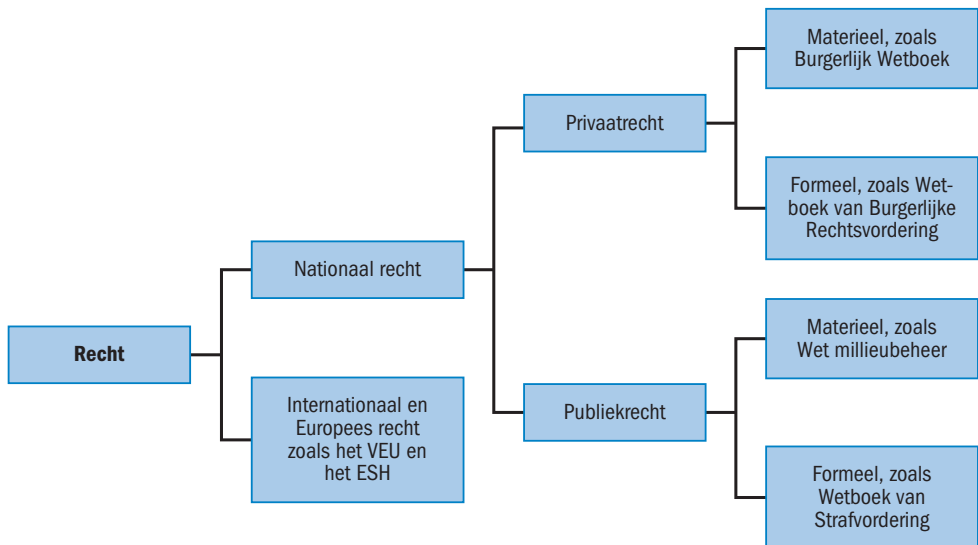 Recht
Nationaal recht
Internationaal en
Europees recht
zoals het VEU en
het ESH
Privaatrecht
Publiekrecht
Materieel, zoals
Burgerlijk Wetboek
Formeel, zoals Wet-
boek van Burgerlijke
Rechtsvordering
Materieel, zoals
Wet millieubeheer
Formeel, zoals
Wetboek van
Strafvordering